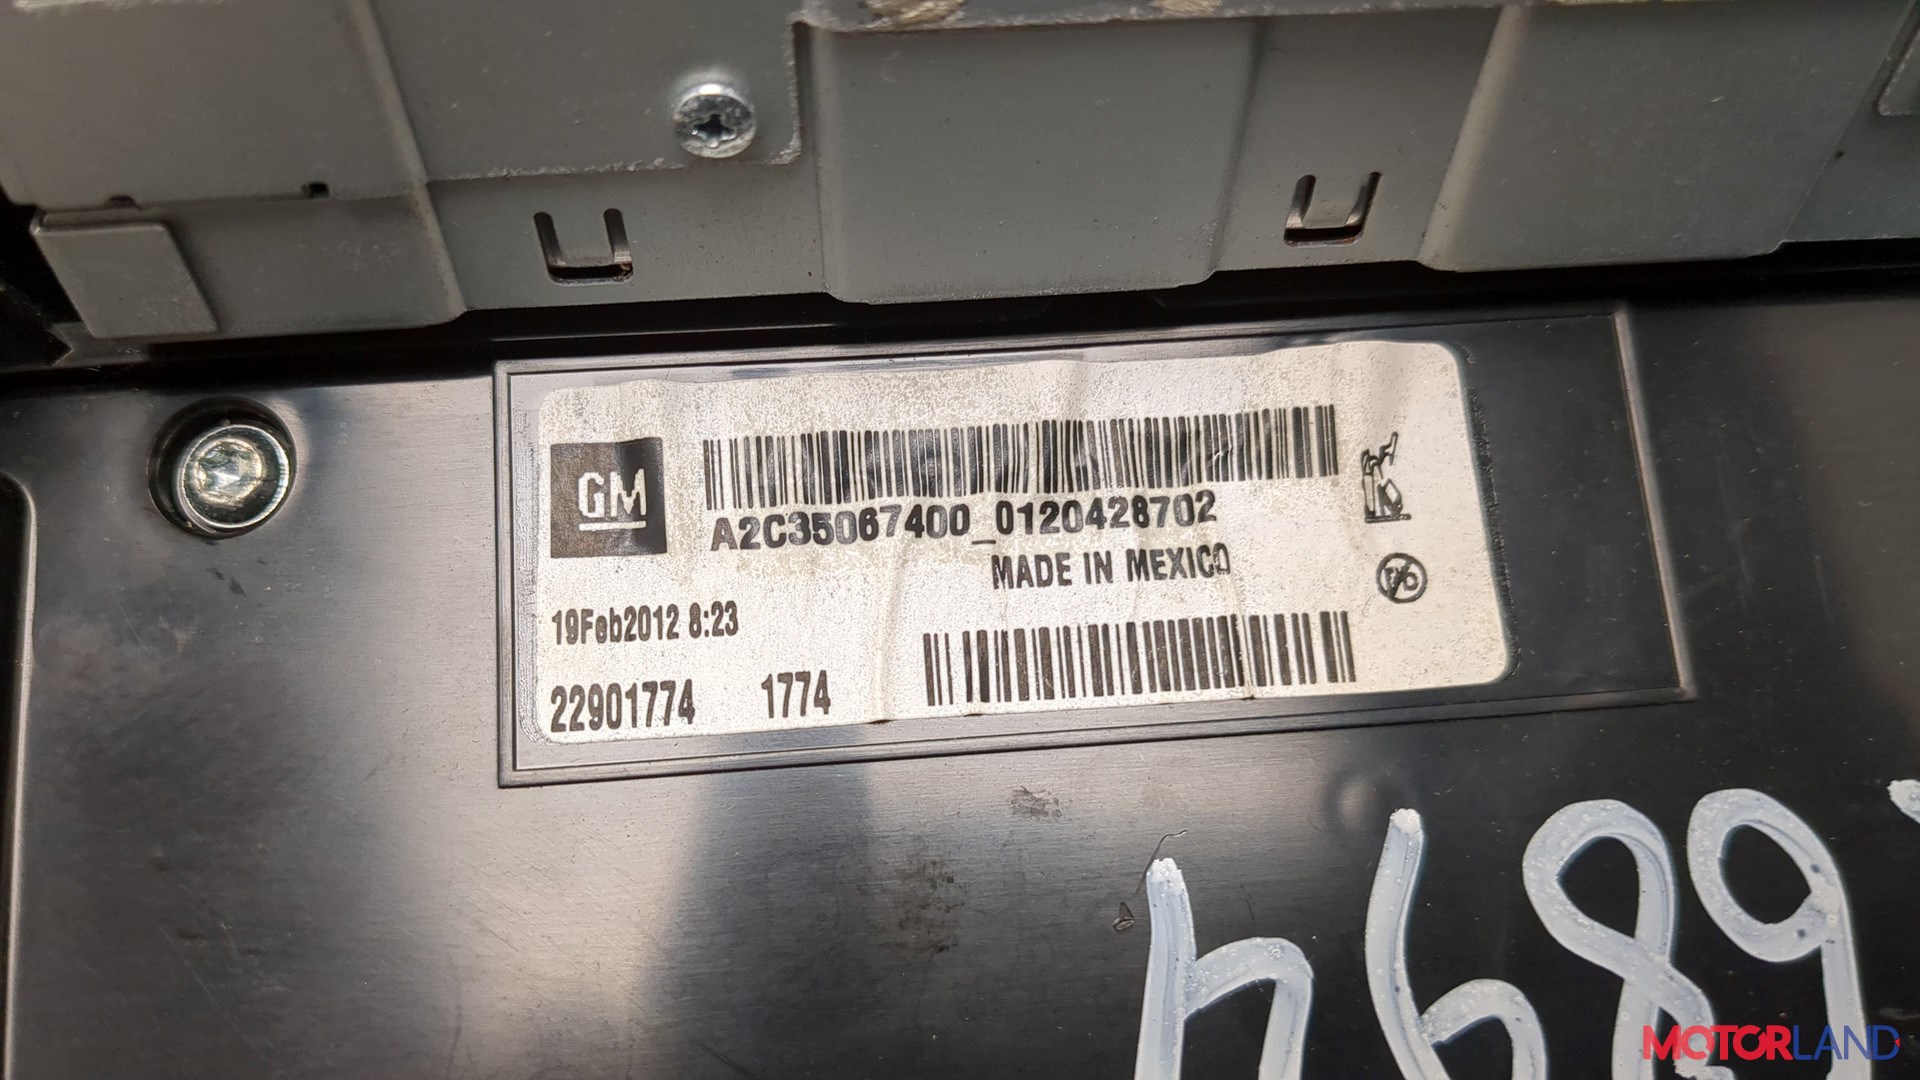 GM
A2C35067400_0120428702
MADE IN MEXICO
19Feb2012 8:23
22901774 1774
MOTORLAND